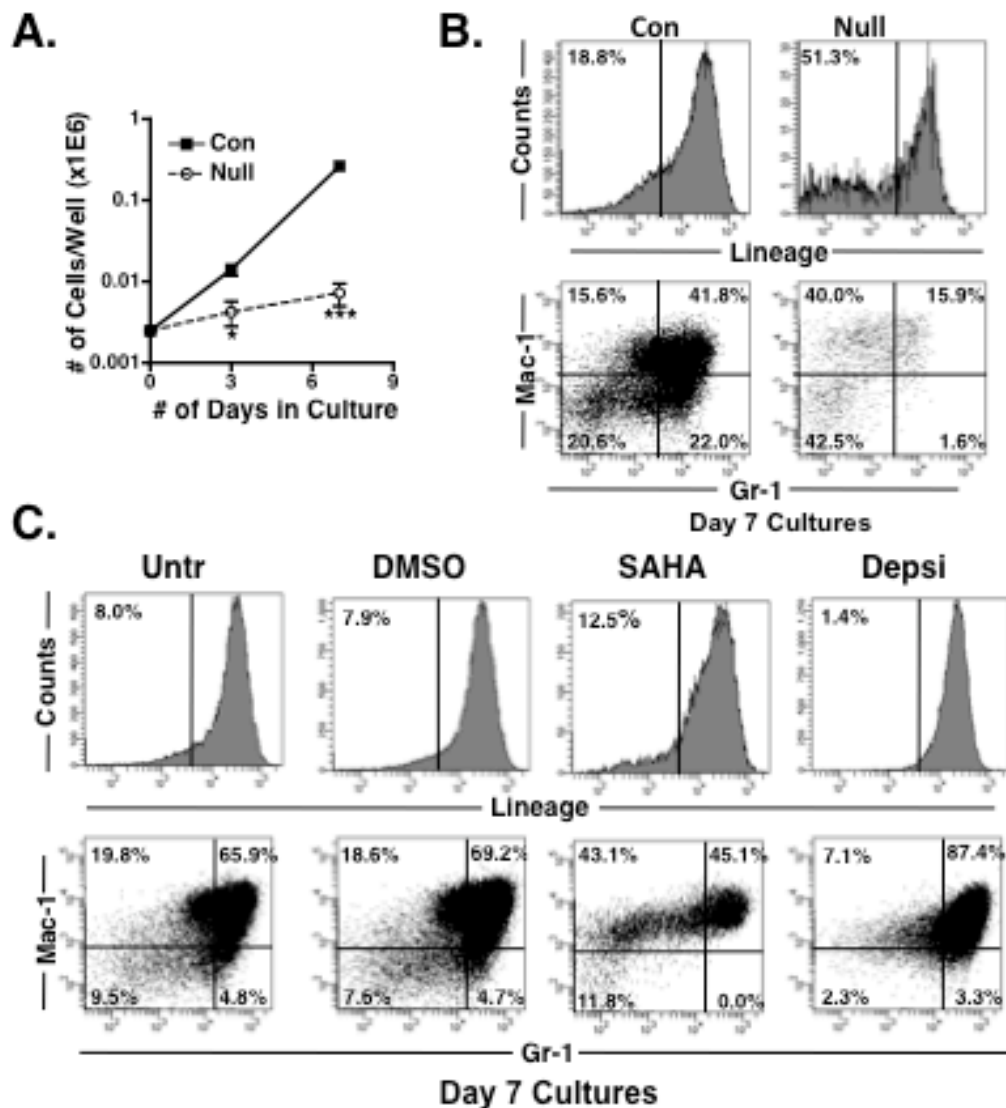 A.
1
0.1
0.01
0.001
# of Cells/Well (x1E6)
Con
Null
*
***
0 3 6 9
# of Days in Culture
B.
Con Null
18.8% 51.3%
Counts
Lineage
15.6% 41.8% 40.0% 15.9%
Mac-1
20.6% 22.0% 42.5% 1.6%
Gr-1
Day 7 Cultures
C.
Untr DMSO SAHA Depsi
8.0% 7.9% 12.5% 1.4%
Counts
Lineage
19.8% 65.9% 18.6% 69.2% 43.1% 45.1% 7.1% 87.4%
Mac-1
9.5% 4.8% 7.6% 4.7% 11.8% 0.0% 2.3% 3.3%
Gr-1
Day 7 Cultures